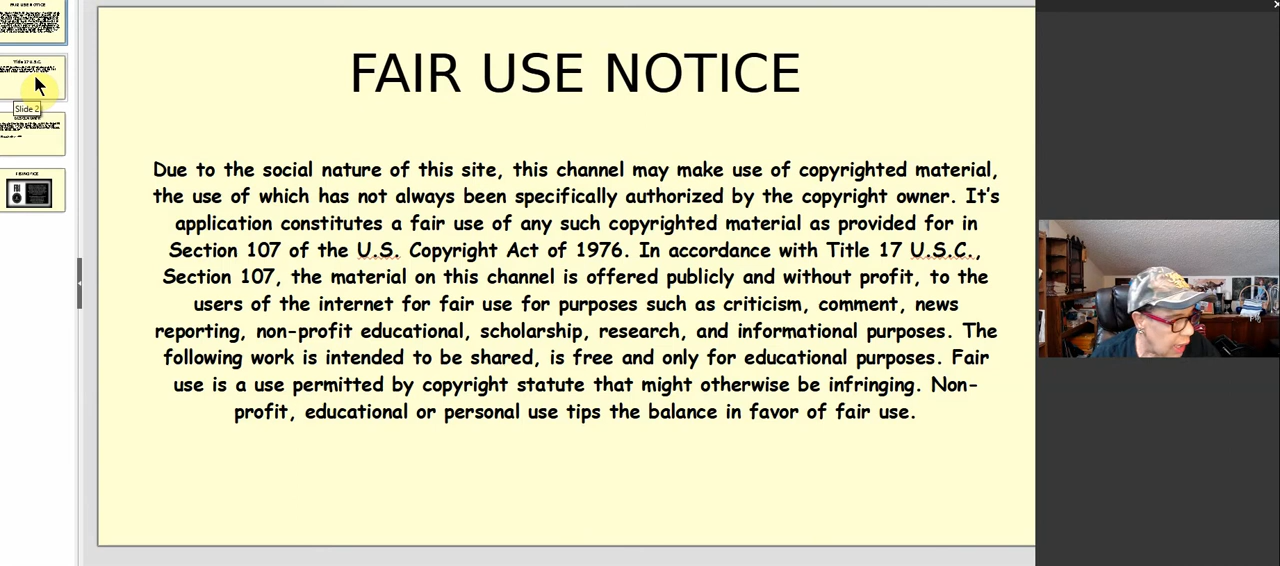 FAIR USE NOTICE
Title 17 U.S.C.
Slide 2
FAIR USE NOTICE
Due to the social nature of this site, this channel may make use of copyrighted material,
the use of which has not always been specifically authorized by the copyright owner. It's
application constitutes a fair use of any such copyrighted material as provided for in
Section 107 of the U.S. Copyright Act of 1976. In accordance with Title 17 U.S.C.,
Section 107, the material on this channel is offered publicly and without profit, to the
users of the internet for fair use for purposes such as criticism, comment, news
reporting, non-profit educational, scholarship, research, and informational purposes. The
following work is intended to be shared, is free and only for educational purposes. Fair
use is a use permitted by copyright statute that might otherwise be infringing. Non-
profit, educational or personal use tips the balance in favor of fair use.